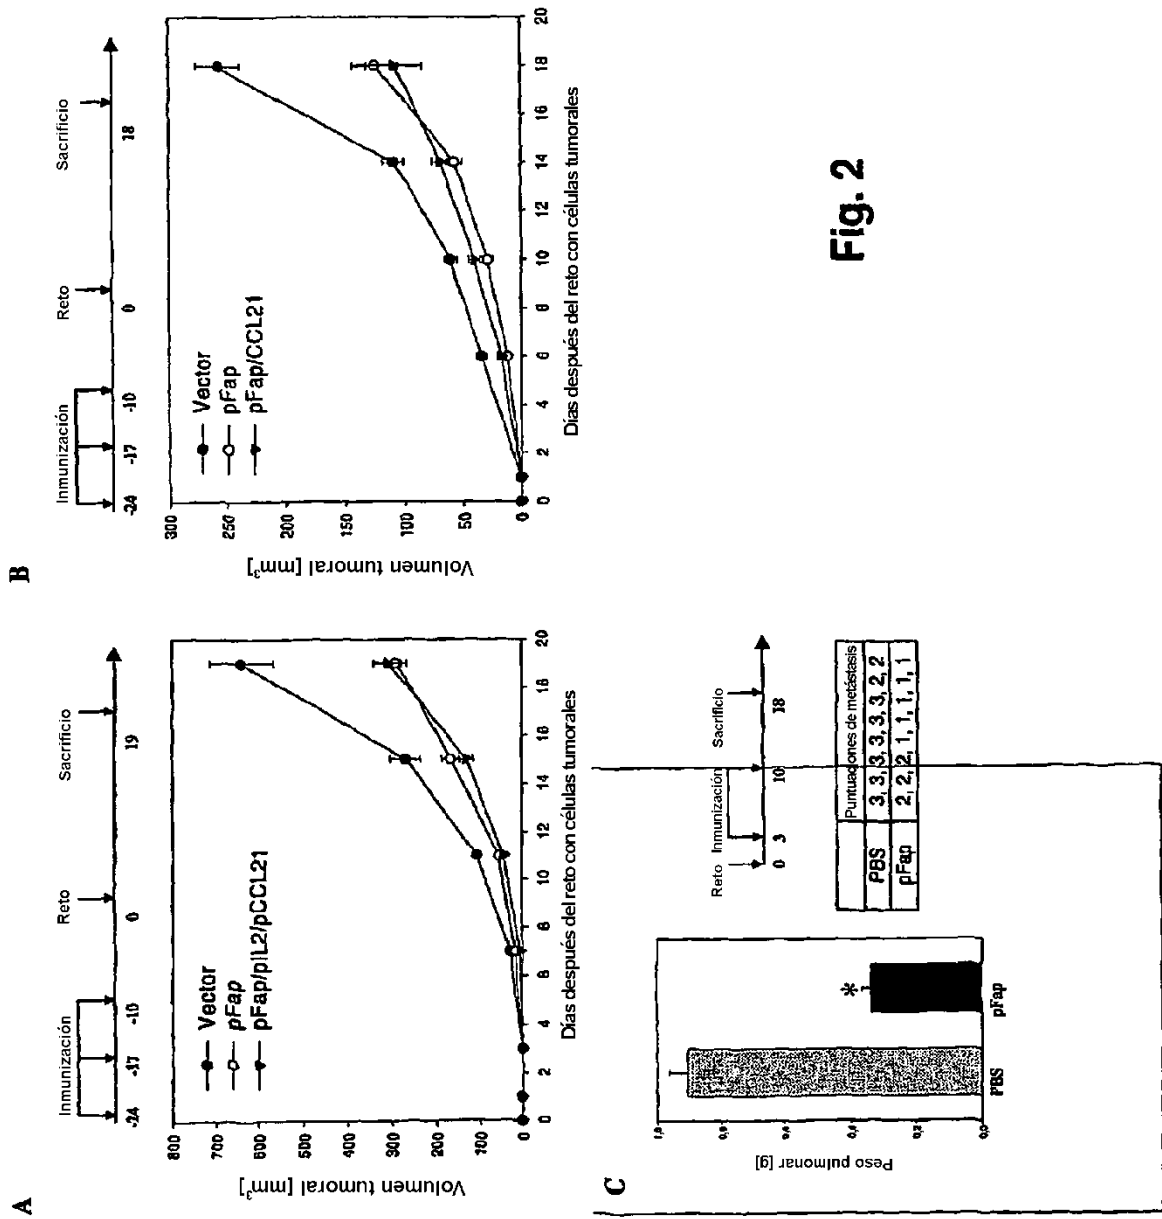 A
Inmunización Reto Sacrificio
-24 -17 -10 0 19
Volumen tumoral [mm³]
800
700
600
500
400
300
200
100
0
Vector
pFap
pFap/pIL2/pCCL21
0 2 4 6 8 10 12 14 16 18 20
Días después del reto con células tumorales
B
Inmunización Reto Sacrificio
-24 -17 -10 0 18
Volumen tumoral [mm³]
300
250
200
150
100
50
0
Vector
pFap
pFap/CCL21
0 2 4 6 8 10 12 14 16 18 20
Días después del reto con células tumorales
C
Peso pulmonar [g]
0,2
0,0
*
PBS pFap
Reto Inmunización Sacrificio
0 3 10 18
Puntuaciones de metástasis
PBS 3, 3, 3, 3, 3, 3, 2, 2
pFap 2, 2, 2, 1, 1, 1, 1, 1
Fig. 2